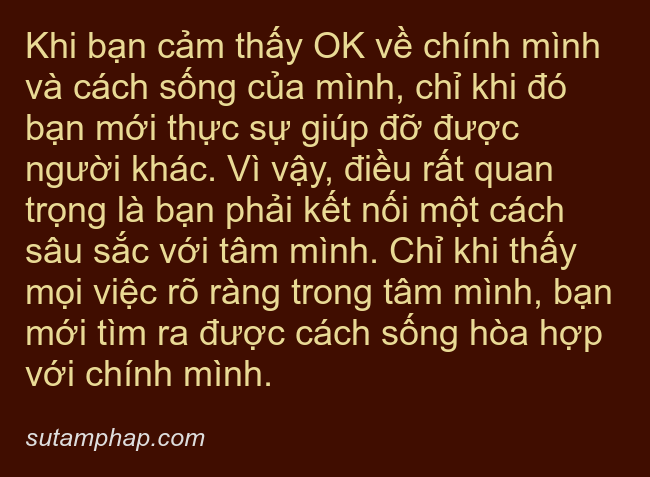 Khi bạn cảm thấy OK về chính mình
và cách sống của mình, chỉ khi đó
bạn mới thực sự giúp đỡ được
người khác. Vì vậy, điều rất quan
trọng là bạn phải kết nối một cách
sâu sắc với tâm mình. Chỉ khi thấy
mọi việc rõ ràng trong tâm mình, bạn
mới tìm ra được cách sống hòa hợp
với chính mình.
sutamphap.com